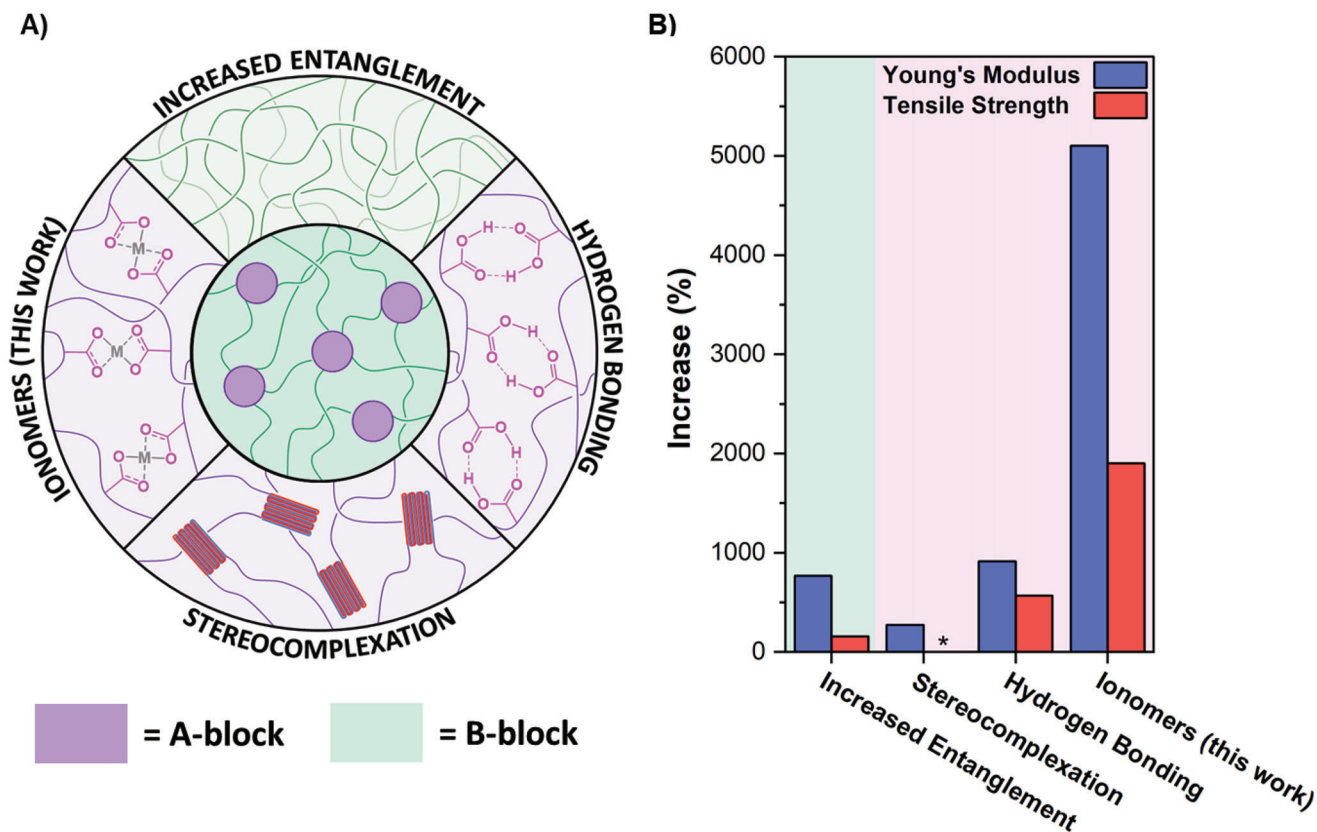 A)
INCREASED ENTANGLEMENT
HYDROGEN BONDING
STEREOCOMPLEXATION
IONOMERS (THIS WORK)
O
O
M
O
O
O
O
M
O
O
O
O
M
O
O
O
H
O
O
H
O
O
H
O
O
H
O
O
H
O
O
H
O
= A-block
= B-block
B)
Young's Modulus
Tensile Strength
Increase (%)
6000
5000
4000
3000
2000
1000
0
*
Increased Entanglement
Stereocomplexation
Hydrogen Bonding
Ionomers (this work)